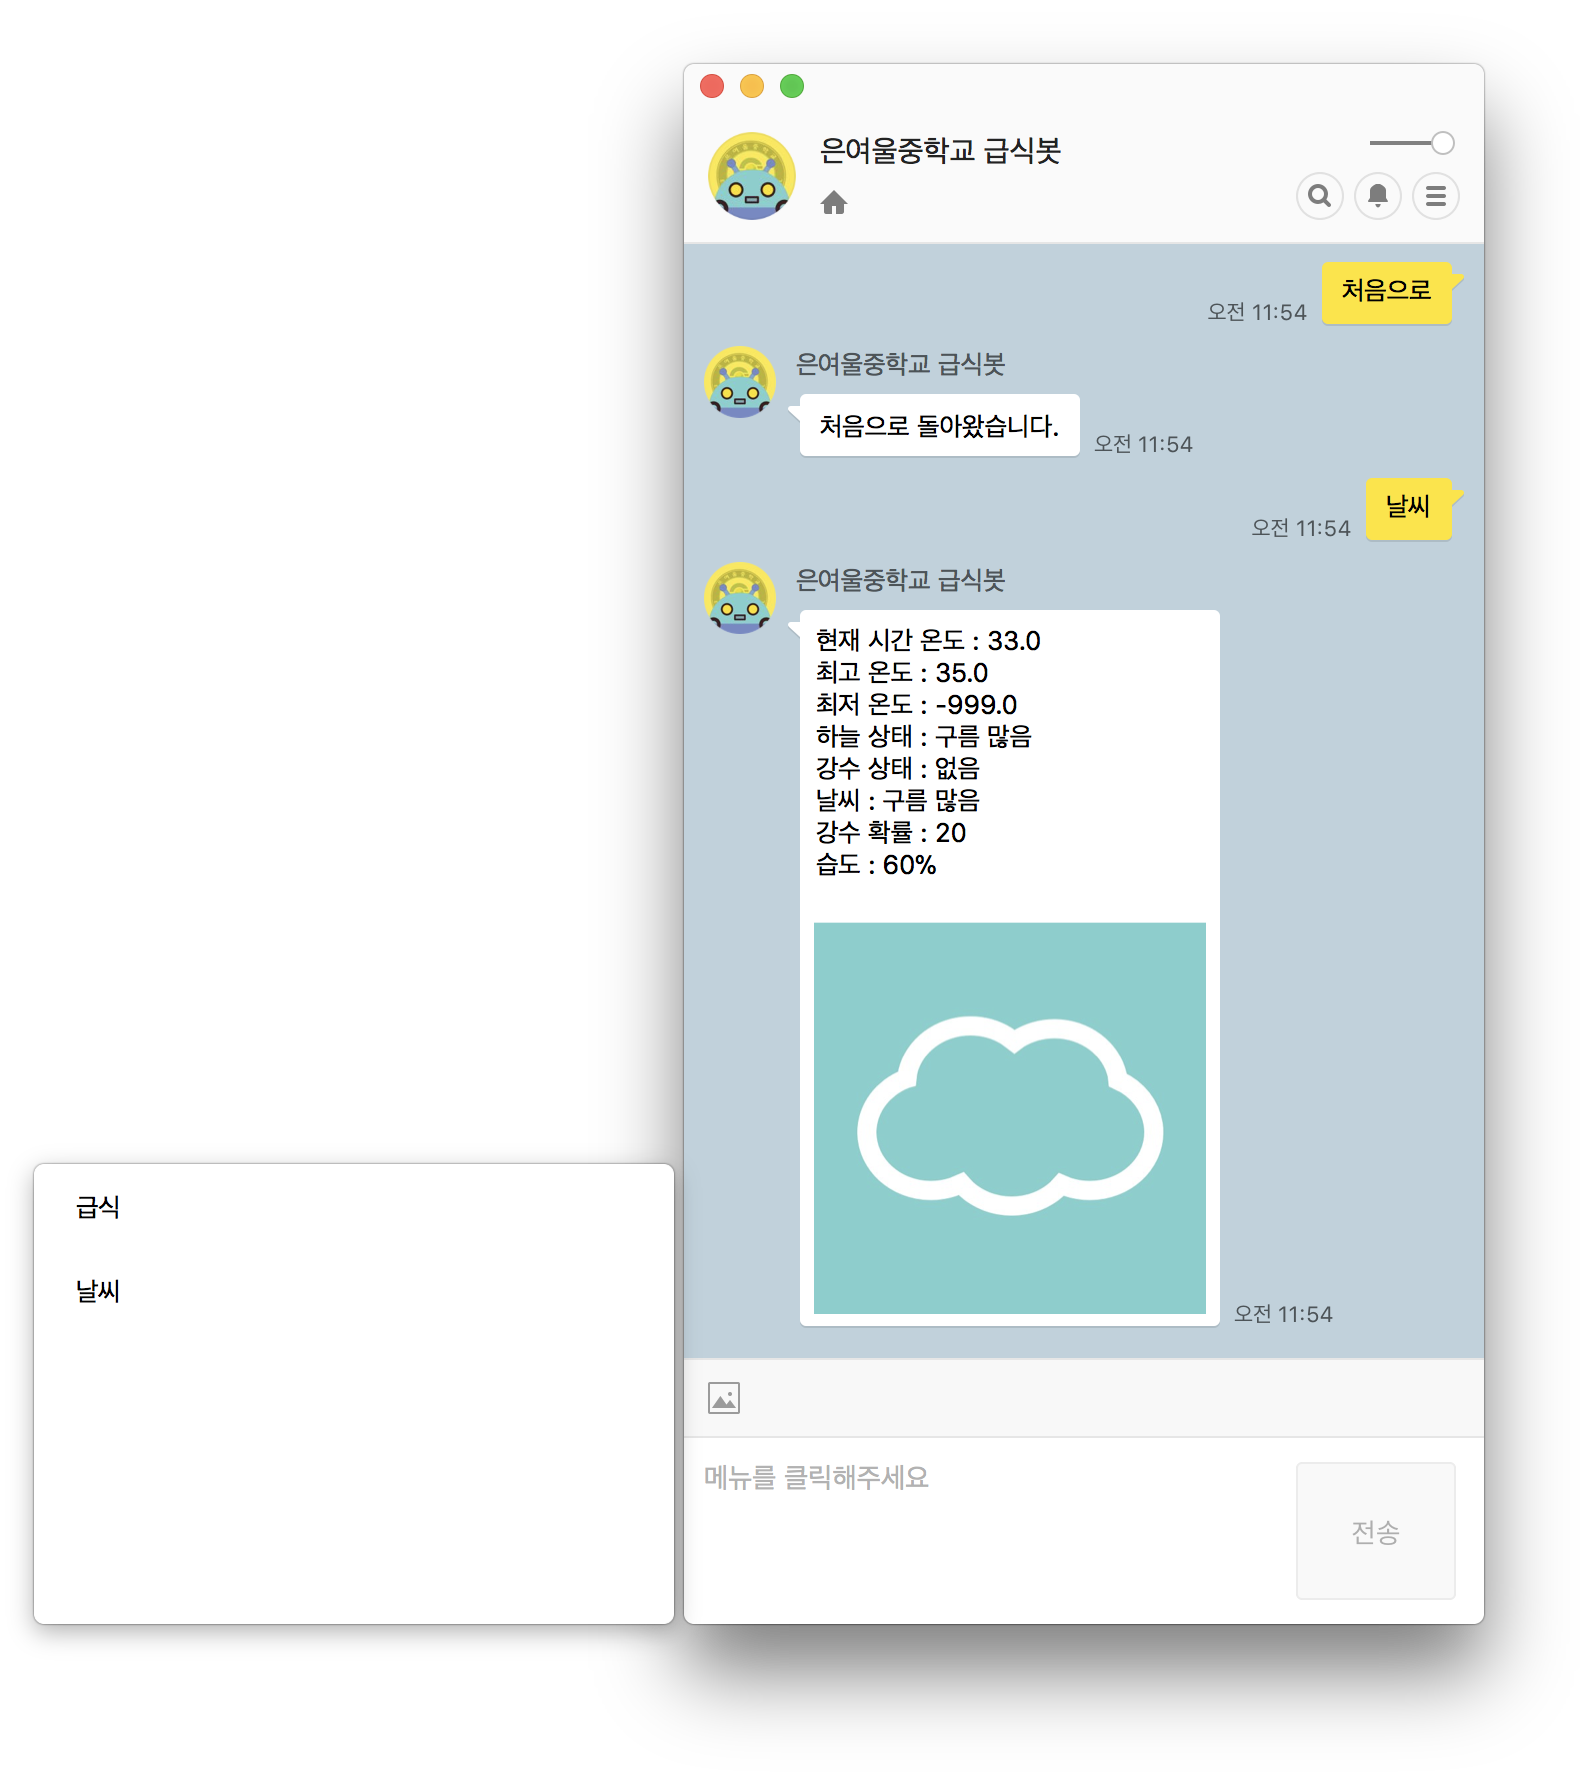 은여울중학교 급식봇
처음으로
오전 11:54
은여울중학교 급식봇
처음으로 돌아왔습니다.
오전 11:54
날씨
오전 11:54
은여울중학교 급식봇
현재 시간 온도 : 33.0
최고 온도 : 35.0
최저 온도 : -999.0
하늘 상태 : 구름 많음
강수 상태 : 없음
날씨 : 구름 많음
강수 확률 : 20
습도 : 60%
오전 11:54
급식
날씨
메뉴를 클릭해주세요
전송